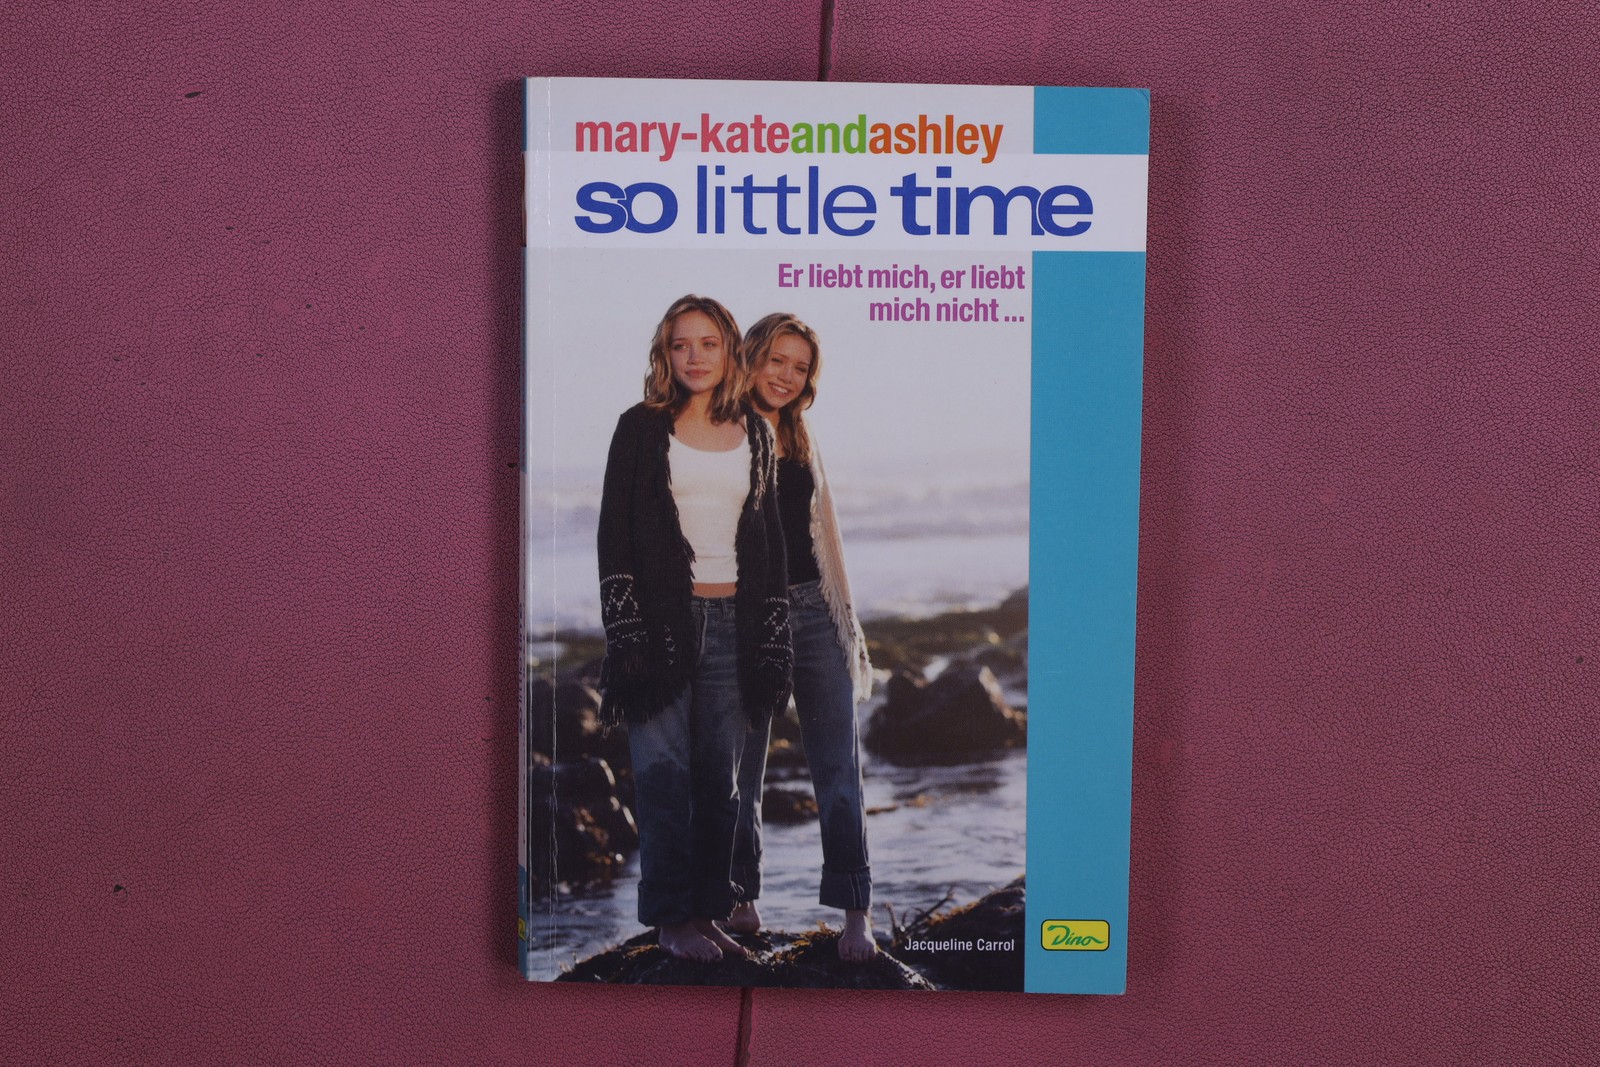 mary-kateandashley
so little time
Er liebt mich, er liebt
mich nicht ...
Jacqueline Carrol
Dino